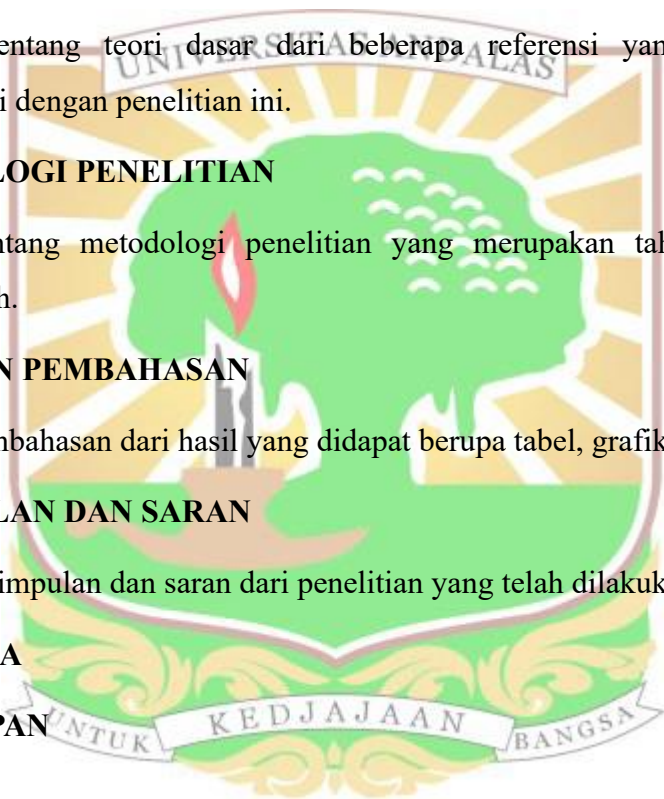 entang teori dasar dari beberapa referensi yan
UNIVERSITAS ANDALAS
i dengan penelitian ini.
LOGI PENELITIAN
ntang metodologi penelitian yang merupakan tah
h.
N PEMBAHASAN
mbahasan dari hasil yang didapat berupa tabel, grafik
LAN DAN SARAN
impulan dan saran dari penelitian yang telah dilakuk
A
PAN
UNTUK KEDJAJAAN BANGSA